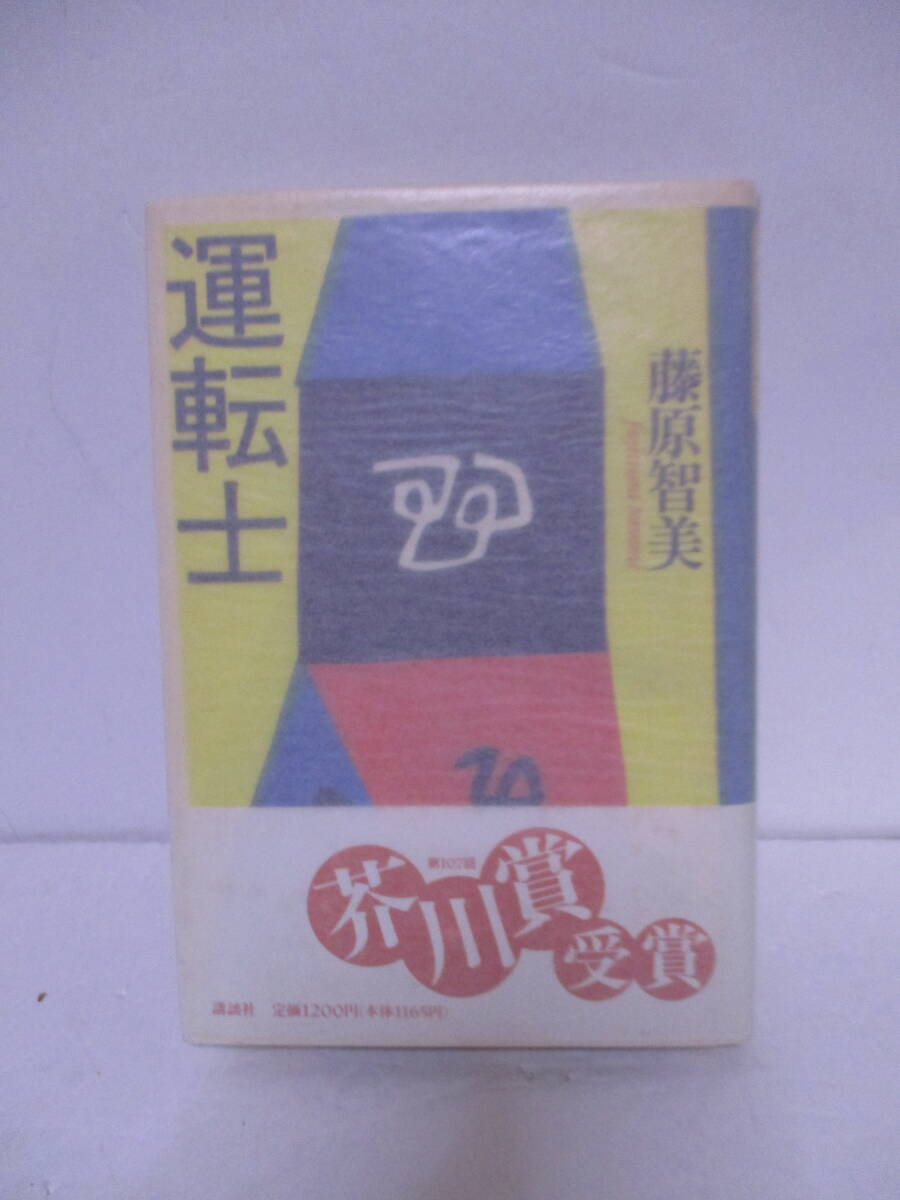 運転士
藤原智美
第107回
芥川賞
受賞
講談社 定価1200円(本体1165円)